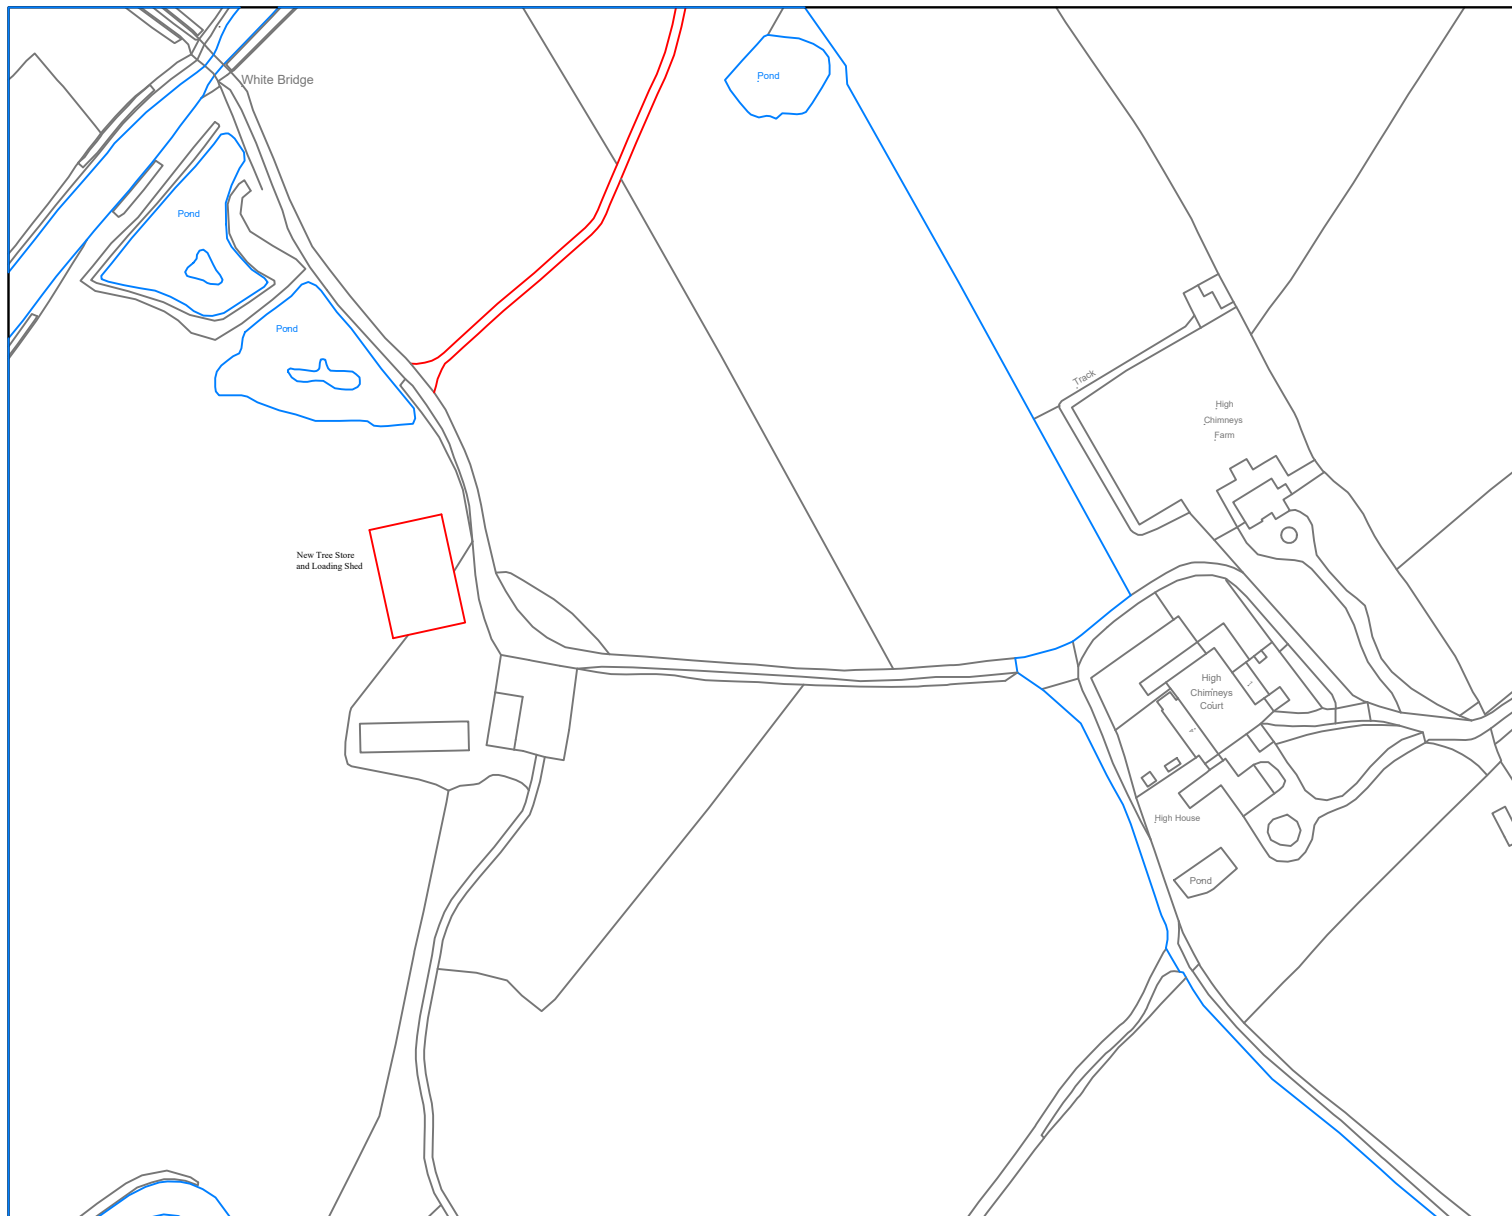 White Bridge
Pond
Pond
Pond
Track
High
Chimneys
Farm
New Tree Store
and Loading Shed
High
Chimneys
Court
High House
Pond